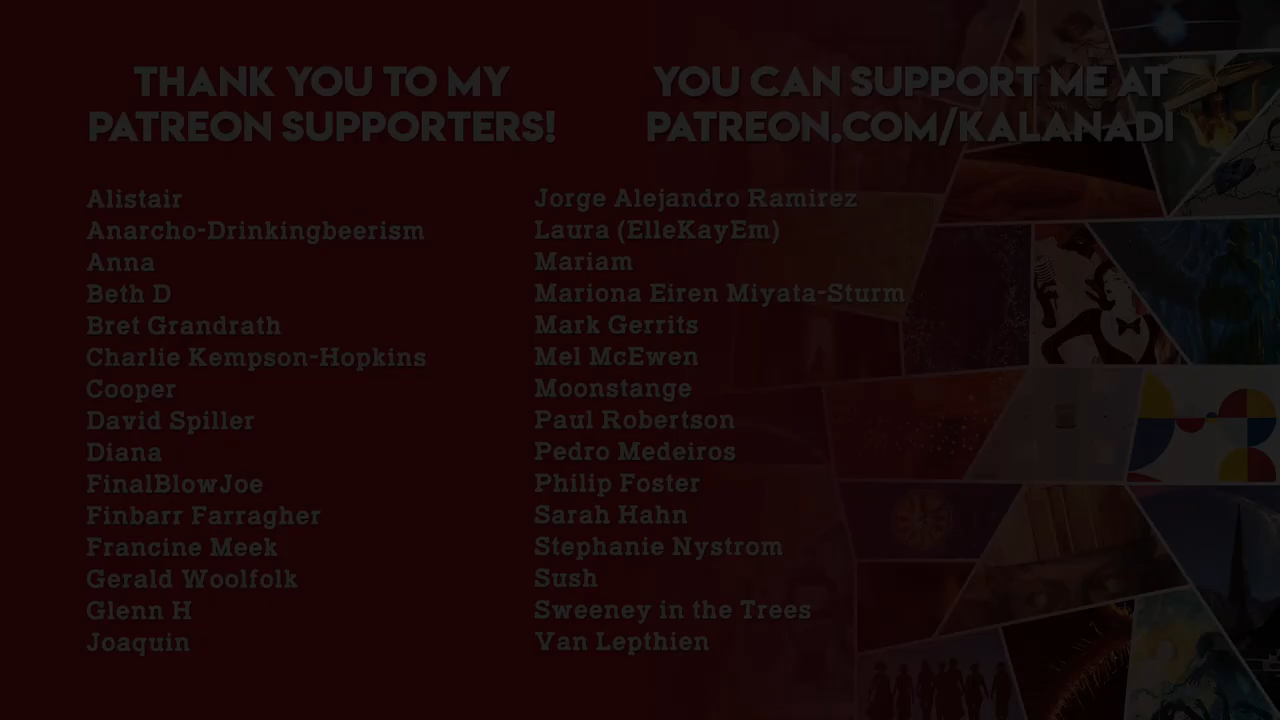 THANK YOU TO MY
PATREON SUPPORTERS!
YOU CAN SUPPORT ME AT
PATREON.COM/KALANADI
Alistair
Anarcho-Drinkingbeerism
Anna
Beth D
Bret Grandrath
Charlie Kempson-Hopkins
Cooper
David Spiller
Diana
FinalBlowJoe
Finbarr Farragher
Francine Meek
Gerald Woolfolk
Glenn H
Joaquin
Jorge Alejandro Ramirez
Laura (ElleKayEm)
Mariam
Mariona Eiren Miyata-Sturm
Mark Gerrits
Mel McEwen
Moonstange
Paul Robertson
Pedro Medeiros
Philip Foster
Sarah Hahn
Stephanie Nystrom
Sush
Sweeney in the Trees
Van Lepthien